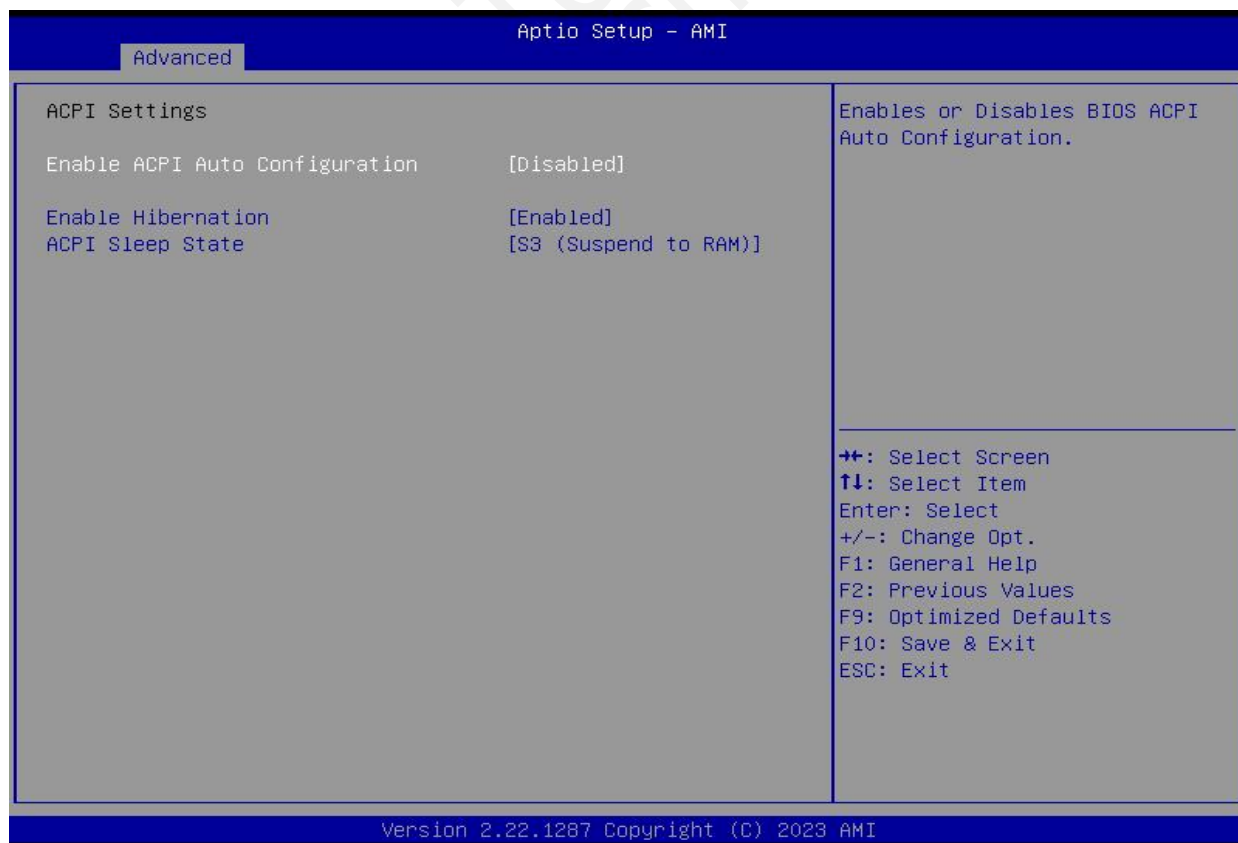 Aptio Setup – AMI
Advanced
ACPI Settings
Enable ACPI Auto Configuration [Disabled]
Enable Hibernation [Enabled]
ACPI Sleep State [S3 (Suspend to RAM)]
Enables or Disables BIOS ACPI
Auto Configuration.
→←: Select Screen
↑↓: Select Item
Enter: Select
+/-: Change Opt.
F1: General Help
F2: Previous Values
F9: Optimized Defaults
F10: Save & Exit
ESC: Exit
Version 2.22.1287 Copyright (C) 2023 AMI